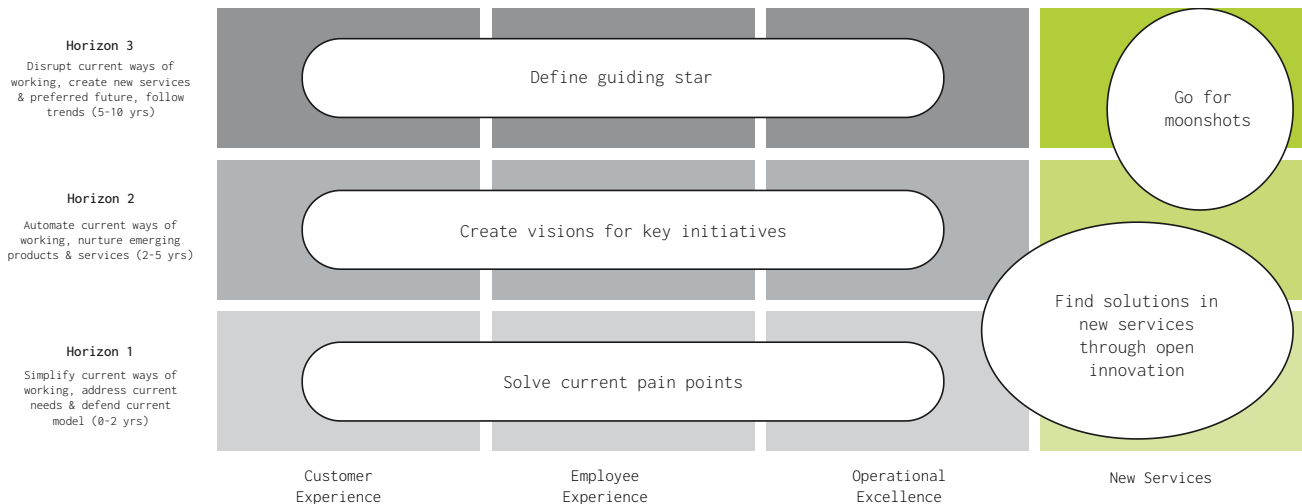 Horizon 3
Disrupt current ways of
working, create new services
& preferred future, follow
trends (5-10 yrs)
Define guiding star
Go for
moonshots
Horizon 2
Automate current ways of
working, nurture emerging
products & services (2-5 yrs)
Create visions for key initiatives
Find solutions in
new services
through open
innovation
Horizon 1
Simplify current ways of
working, address current
needs & defend current
model (0-2 yrs)
Solve current pain points
Customer
Experience
Employee
Experience
Operational
Excellence
New Services